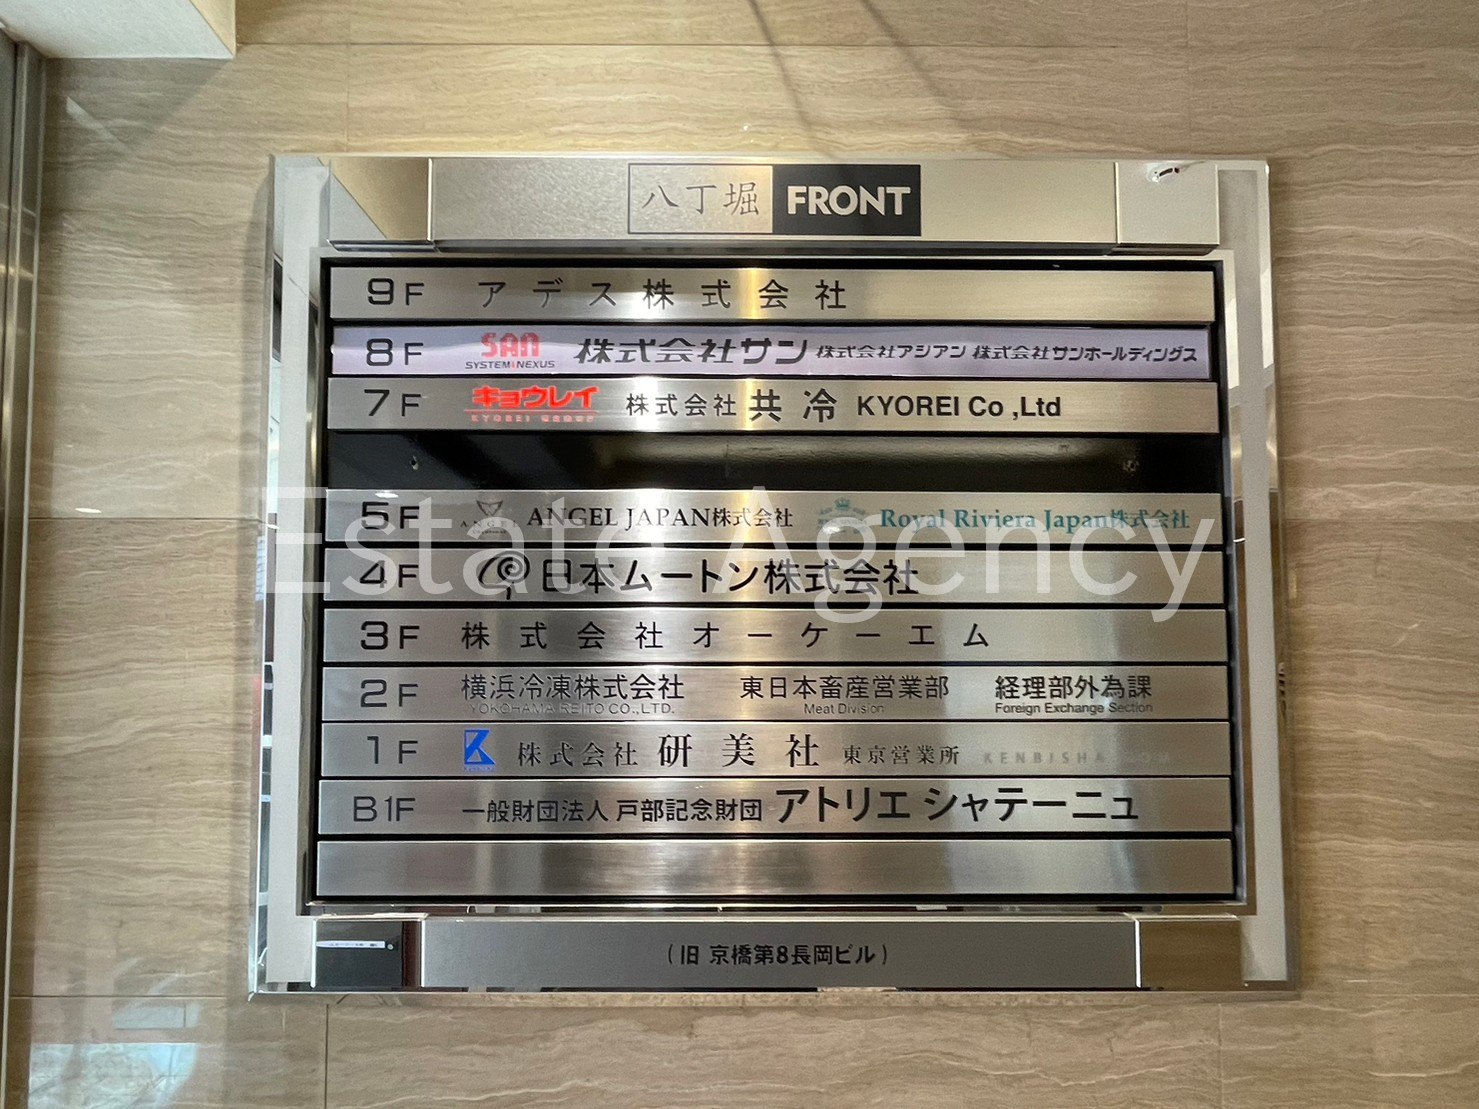 八丁堀 FRONT
9F アデス株式会社
8F SAN SYSTEM NEXUS 株式会社サン 株式会社アジアン 株式会社サンホールディングス
7F キョウレイ KYOREI GROUP 株式会社 共冷 KYOREI Co ,Ltd
5F ANGEL JAPAN株式会社 Royal Riviera Japan株式会社
Estate Agency
4F 日本ムートン株式会社
3F 株式会社オーケーエム
2F 横浜冷凍株式会社 東日本畜産営業部 経理部外為課
YOKOHAMA REITO CO.,LTD. Meat Division Foreign Exchange Section
1F 株式会社 研美社 東京営業所 KENBISHA
B1F 一般財団法人 戸部記念財団 アトリエ シャテーニュ
(旧 京橋第8長岡ビル)